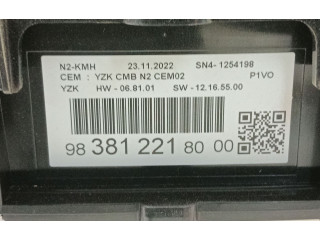 N2-KMH 23.11.2022 SN4- 1254198
CEM : YZK CMB N2 CEM02 P1VO
YZK HW - 06.81.01 SW - 12.16.55.00
98 381 221 80 00